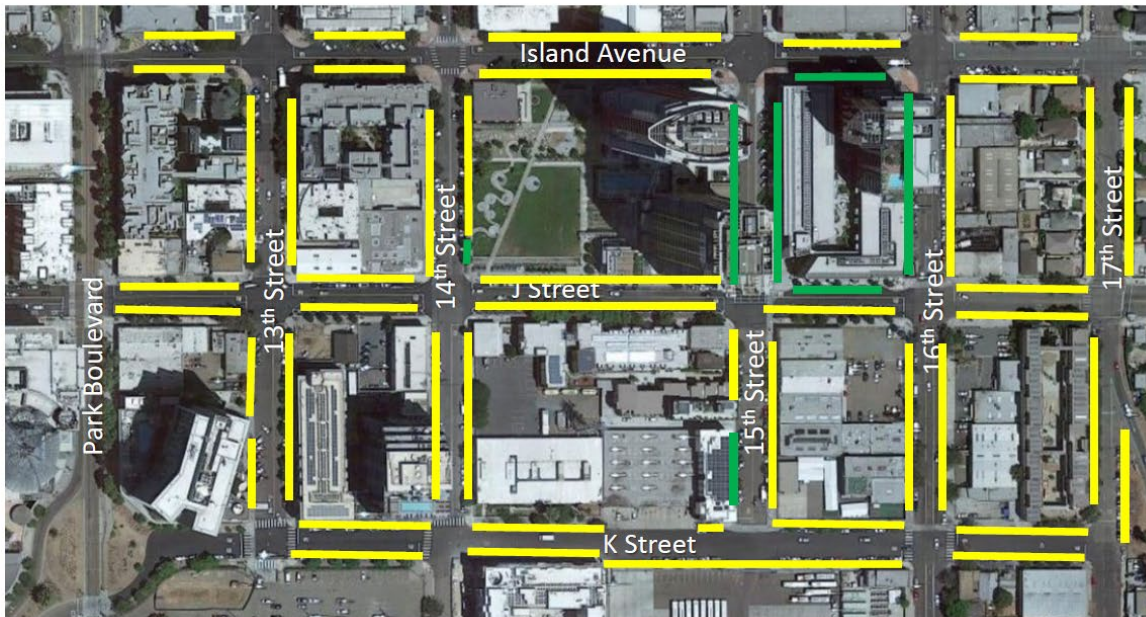 Island Avenue
J Street
K Street
Park Boulevard
13th Street
14th Street
15th Street
16th Street
17th Street